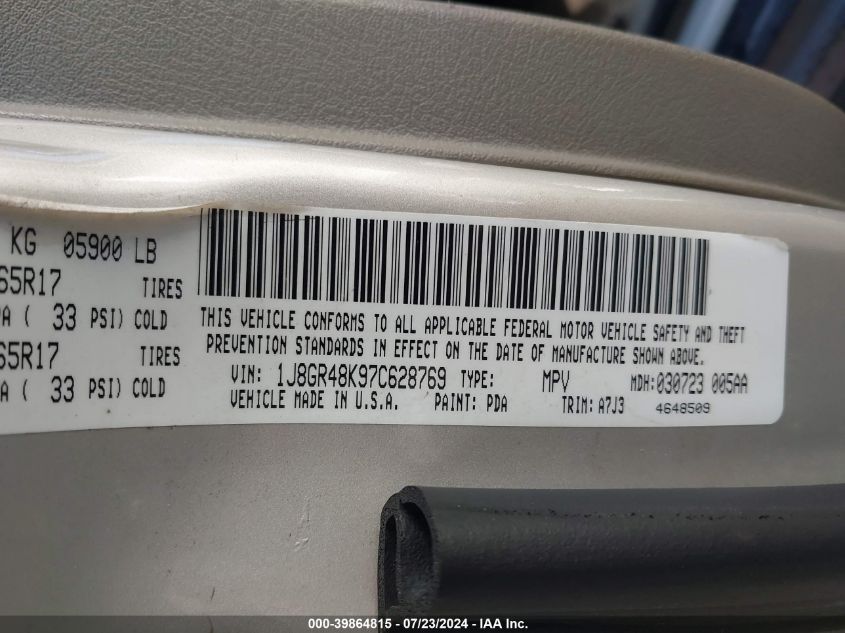 KG 05900 LB
65R17 TIRES
( 33 PSI) COLD
65R17 TIRES
( 33 PSI) COLD
THIS VEHICLE CONFORMS TO ALL APPLICABLE FEDERAL MOTOR VEHICLE SAFETY AND THEFT
PREVENTION STANDARDS IN EFFECT ON THE DATE OF MANUFACTURE SHOWN ABOVE.
VIN: 1J8GR48K97C628769 TYPE: MPV MDH:030723 005AA
VEHICLE MADE IN U.S.A. PAINT: PDA TRIM: A7J3 4648509
000-39864815 - 07/23/2024 - IAA Inc.